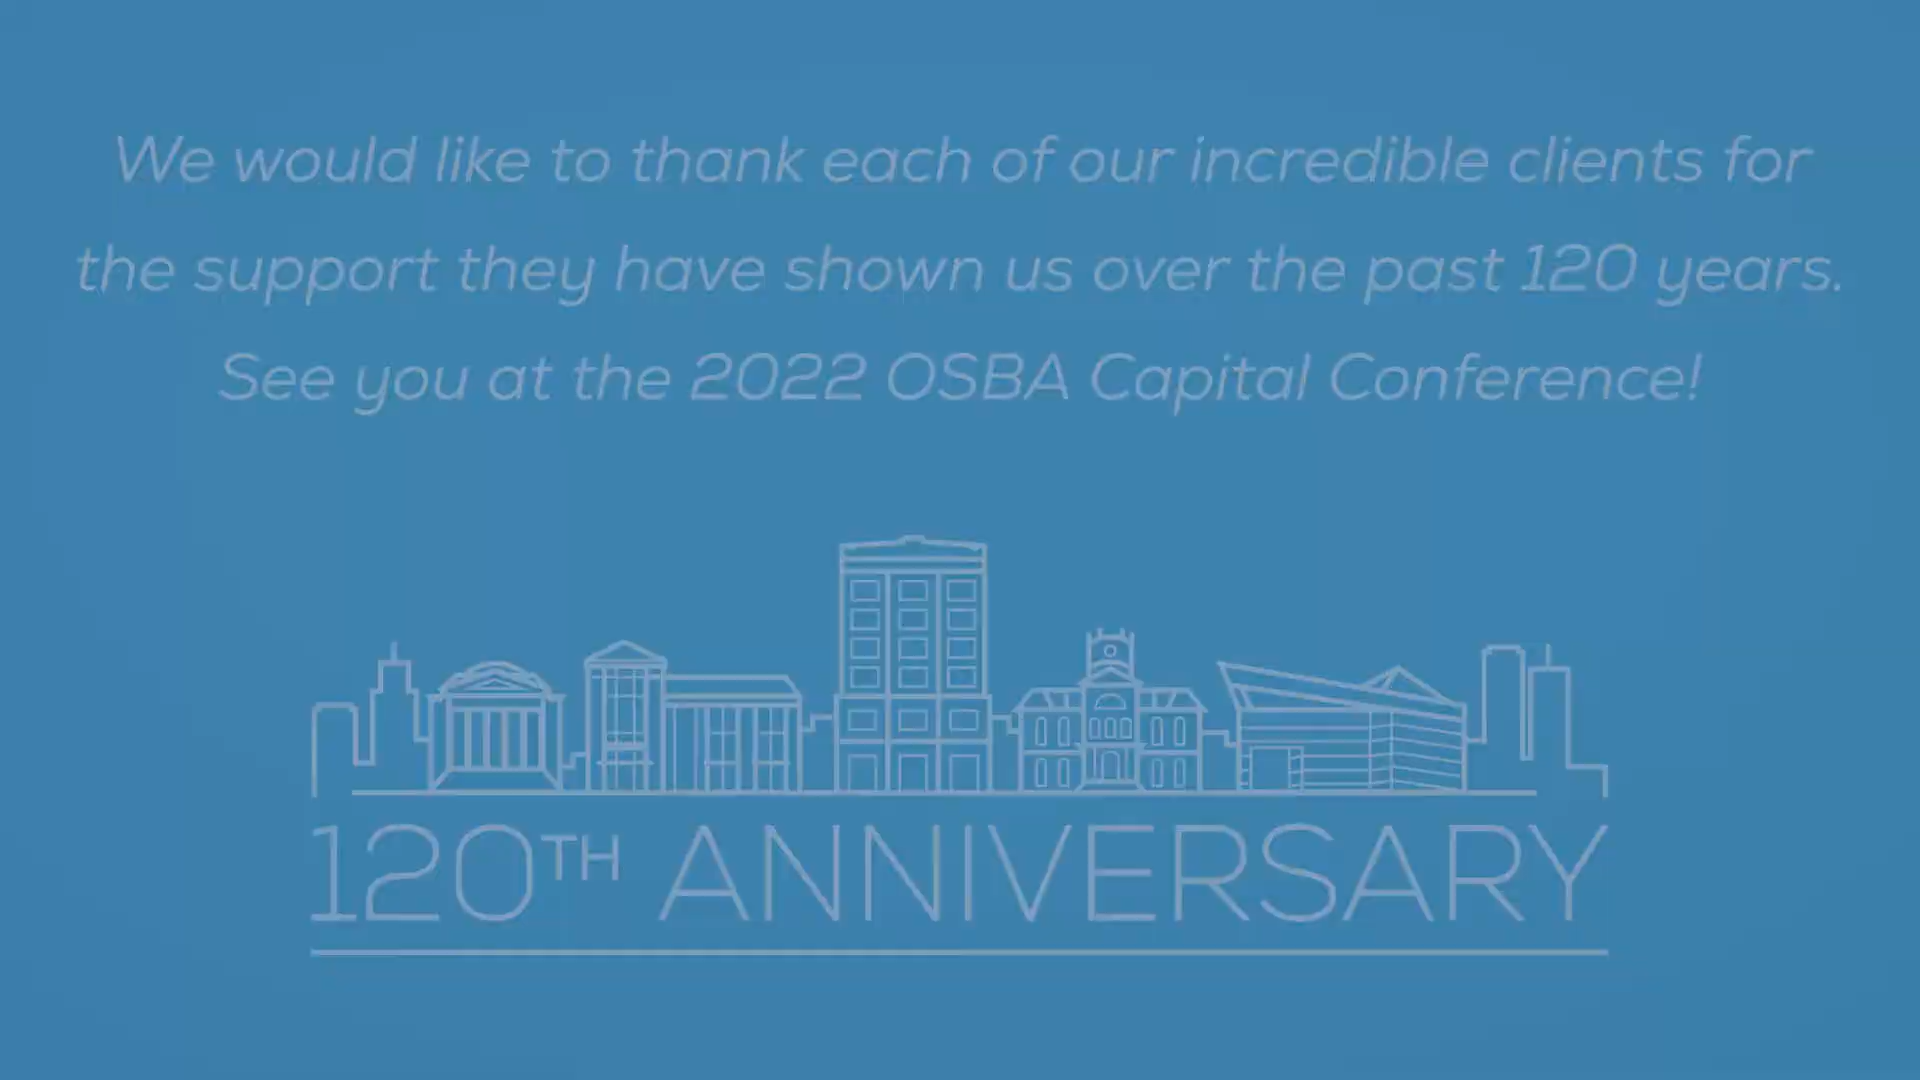 We would like to thank each of our incredible clients for
the support they have shown us over the past 120 years.
See you at the 2022 OSBA Capital Conference!
120TH ANNIVERSARY